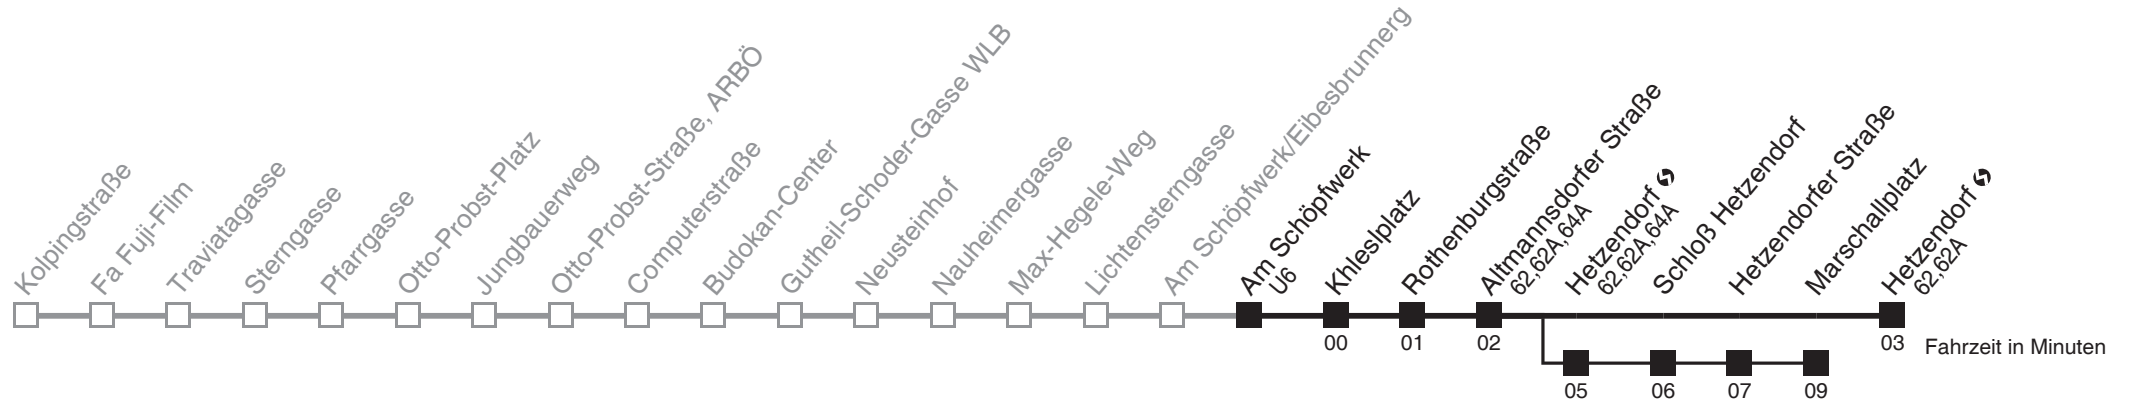 Kolpingstraße
Fa Fuji-Film
Traviatagasse
Sterngasse
Pfarrgasse
Otto-Probst-Platz
Jungbauerweg
Otto-Probst-Straße, ARBÖ
Computerstraße
Budokan-Center
Gutheil-Schoder-Gasse WLB
Neusteinhof
Nauheimergasse
Max-Hegele-Weg
Lichtensterngasse
Am Schöpfwerk/Eibesbrunnerg
Am Schöpfwerk
U6
Khleslplatz
Rothenburgstraße
Altmannsdorfer Straße
62,62A,64A
Hetzendorf
62,62A,64A
Schloß Hetzendorf
Hetzendorfer Straße
Marschallplatz
Hetzendorf
62,62A
00
01
02
03
Fahrzeit in Minuten
05
06
07
09